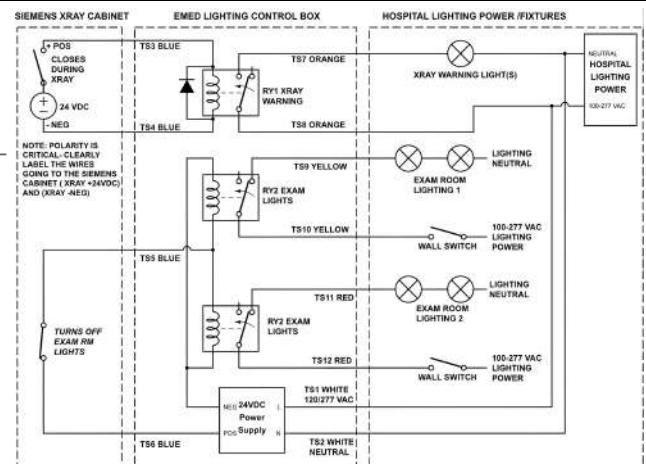 SIEMENS XRAY CABINET
EMED LIGHTING CONTROL BOX
HOSPITAL LIGHTING POWER /FIXTURES
+ POS
CLOSES
DURING
XRAY
24 VDC
- NEG
NOTE: POLARITY IS
CRITICAL- CLEARLY
LABEL THE WIRES
GOING TO THE SIEMENS
CABINET ( XRAY +24VDC)
AND (XRAY -NEG)
TS3 BLUE
TS7 ORANGE
RY1 XRAY
WARNING
TS4 BLUE
TS8 ORANGE
XRAY WARNING LIGHT(S)
NEUTRAL
HOSPITAL
LIGHTING
POWER
100-277 VAC
TS9 YELLOW
RY2 EXAM
LIGHTS
TS10 YELLOW
LIGHTING
NEUTRAL
EXAM ROOM
LIGHTING 1
100-277 VAC
LIGHTING
POWER
WALL SWITCH
TS5 BLUE
TS11 RED
RY2 EXAM
LIGHTS
TS12 RED
LIGHTING
NEUTRAL
EXAM ROOM
LIGHTING 2
100-277 VAC
LIGHTING
POWER
WALL SWITCH
TURNS OFF
EXAM RM
LIGHTS
TS1 WHITE
120/277 VAC
NEG 24VDC L
Power
POS Supply N
TS6 BLUE
TS2 WHITE
NEUTRAL